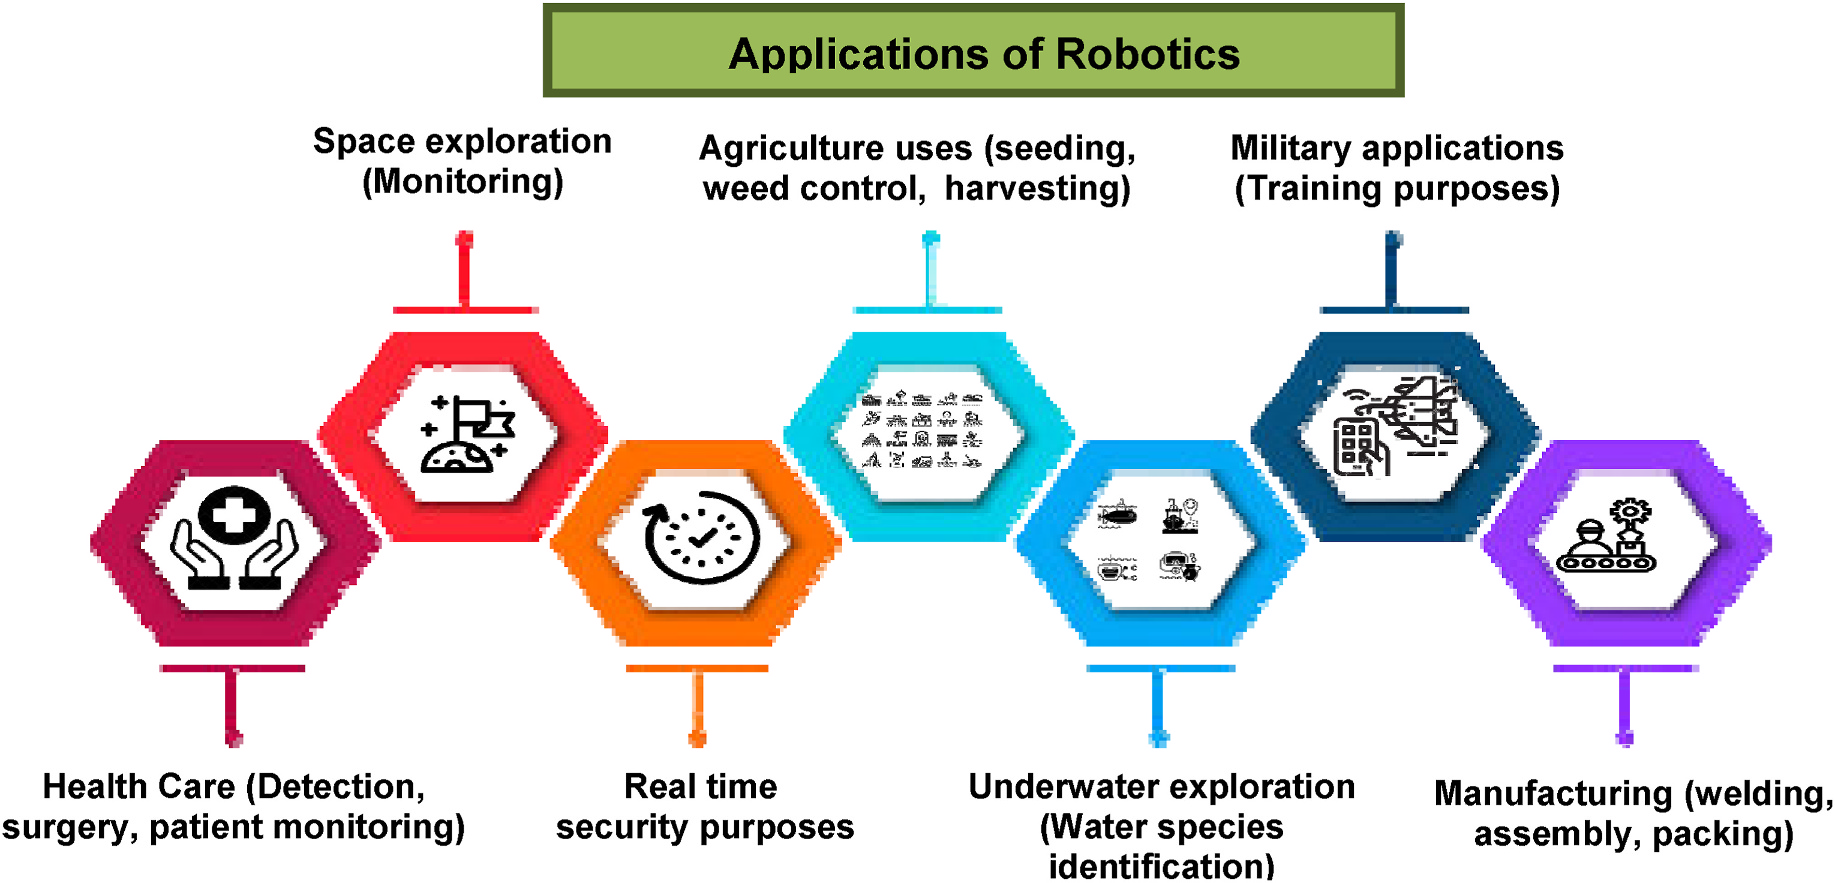 Applications of Robotics
Space exploration
(Monitoring)
Agriculture uses (seeding,
weed control, harvesting)
Military applications
(Training purposes)
Health Care (Detection,
surgery, patient monitoring)
Real time
security purposes
Underwater exploration
(Water species
identification)
Manufacturing (welding,
assembly, packing)